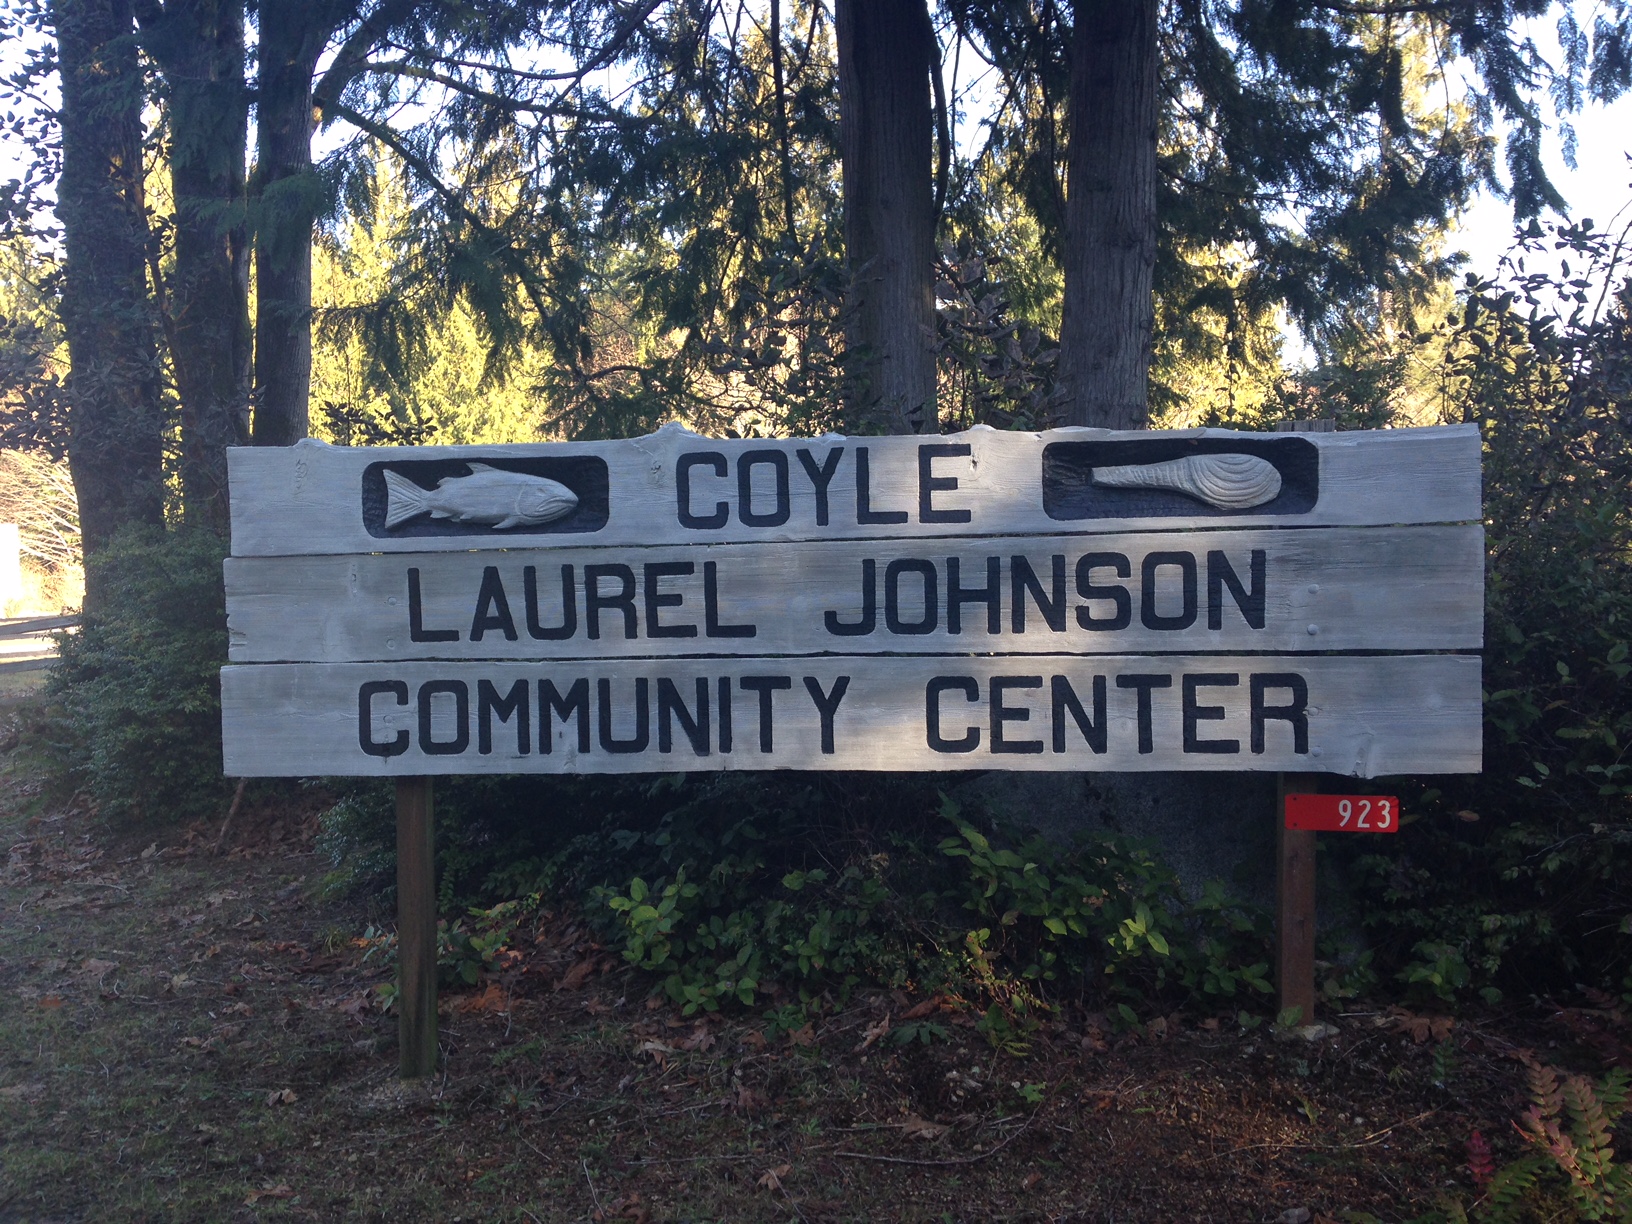 COYLE
LAUREL JOHNSON
COMMUNITY CENTER
923